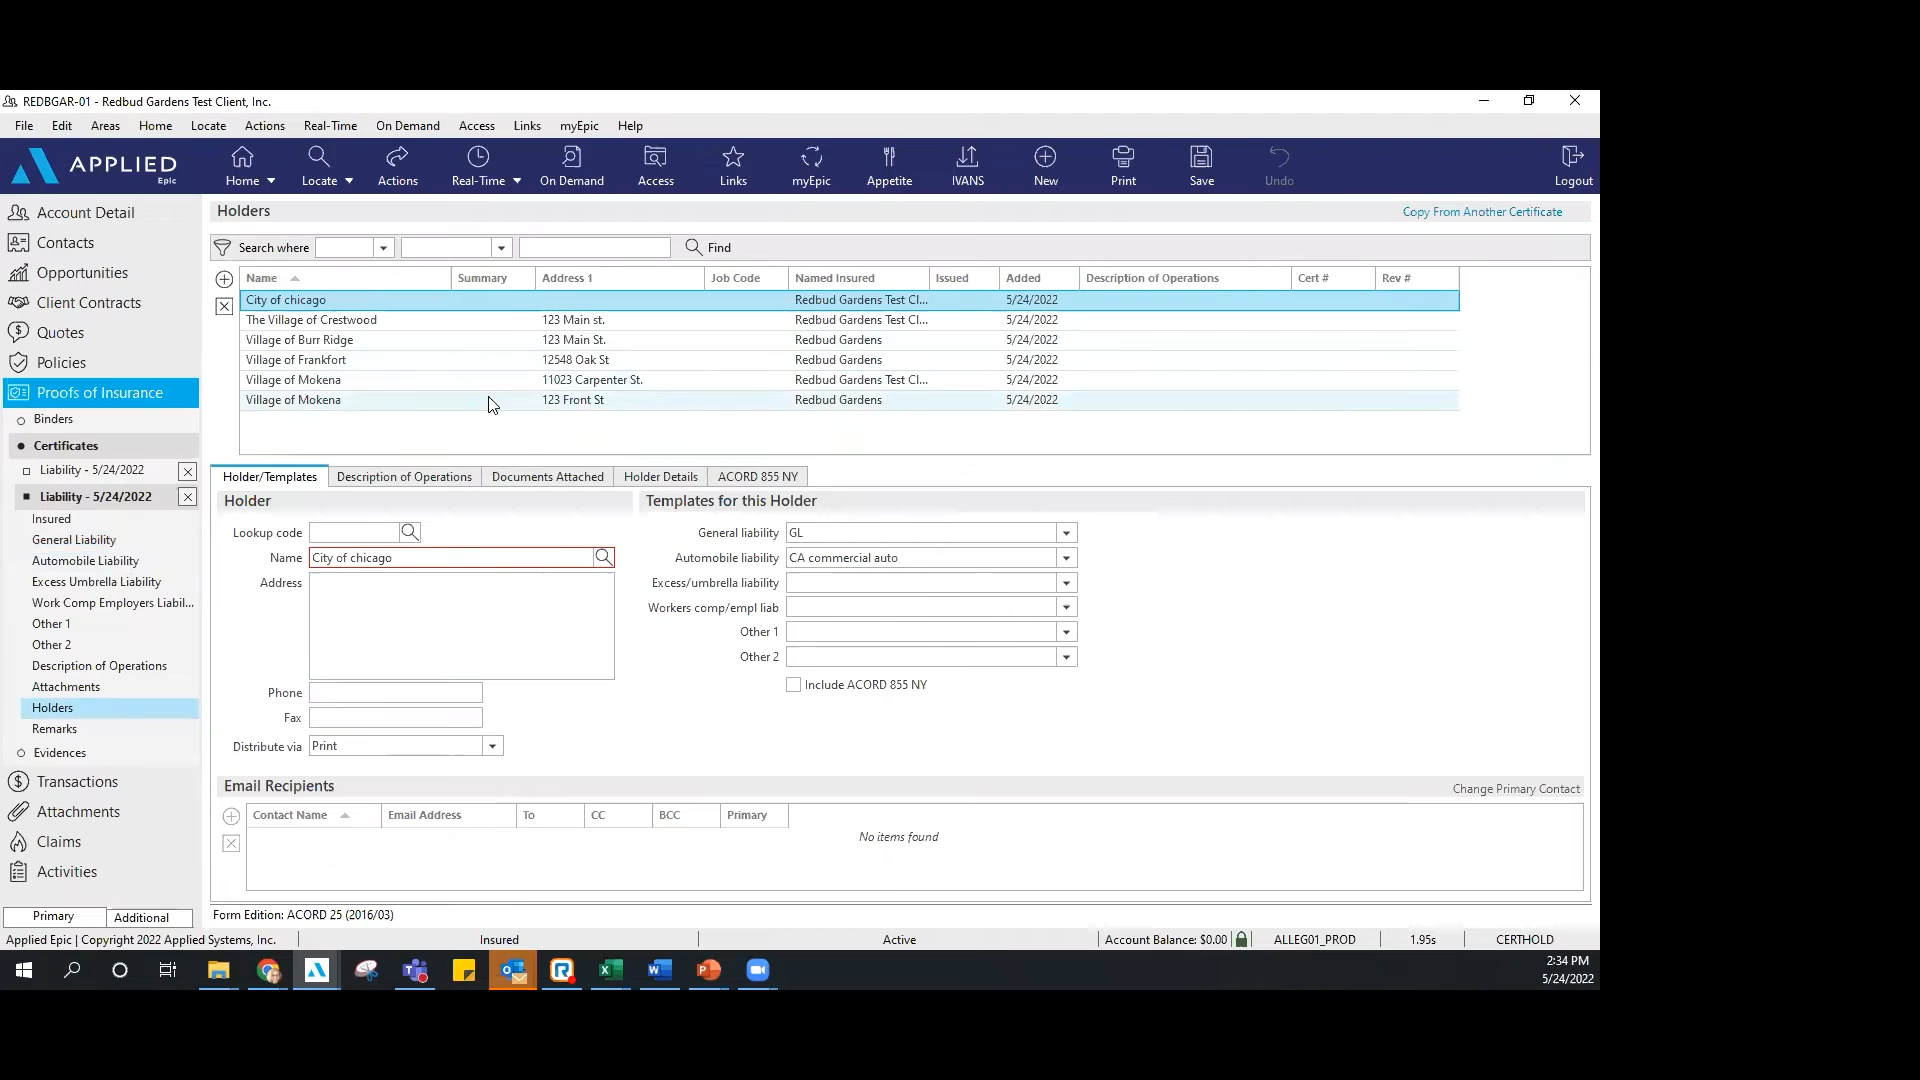 REDBGAR-01 - Redbud Gardens Test Client, Inc.
File Edit Areas Home Locate Actions Real-Time On Demand Access Links myEpic Help
APPLIED Epic Home Locate Actions Real-Time On Demand Access Links myEpic Appetite IVANS New Print Save Undo Logout
Account Detail
Contacts
Opportunities
Client Contracts
Quotes
Policies
Proofs of Insurance
Binders
Certificates
Liability - 5/24/2022
Liability - 5/24/2022
Insured
General Liability
Automobile Liability
Excess Umbrella Liability
Work Comp Employers Liabil...
Other 1
Other 2
Description of Operations
Attachments
Holders
Remarks
Evidences
Transactions
Attachments
Claims
Activities
Primary Additional
Holders Copy From Another Certificate
Search where Find
Name Summary Address 1 Job Code Named Insured Issued Added Description of Operations Cert # Rev #
City of chicago Redbud Gardens Test Cl... 5/24/2022
The Village of Crestwood 123 Main st. Redbud Gardens Test Cl... 5/24/2022
Village of Burr Ridge 123 Main St. Redbud Gardens 5/24/2022
Village of Frankfort 12548 Oak St Redbud Gardens 5/24/2022
Village of Mokena 11023 Carpenter St. Redbud Gardens Test Cl... 5/24/2022
Village of Mokena 123 Front St Redbud Gardens 5/24/2022
Holder/Templates Description of Operations Documents Attached Holder Details ACORD 855 NY
Holder
Lookup code
Name City of chicago
Address
Phone
Fax
Distribute via Print
Templates for this Holder
General liability GL
Automobile liability CA commercial auto
Excess/umbrella liability
Workers comp/empl liab
Other 1
Other 2
Include ACORD 855 NY
Email Recipients Change Primary Contact
Contact Name Email Address To CC BCC Primary
No items found
Form Edition: ACORD 25 (2016/03)
Applied Epic | Copyright 2022 Applied Systems, Inc. Insured Active Account Balance: $0.00 ALLEG01_PROD 1.95s CERTHOLD
2:34 PM
5/24/2022